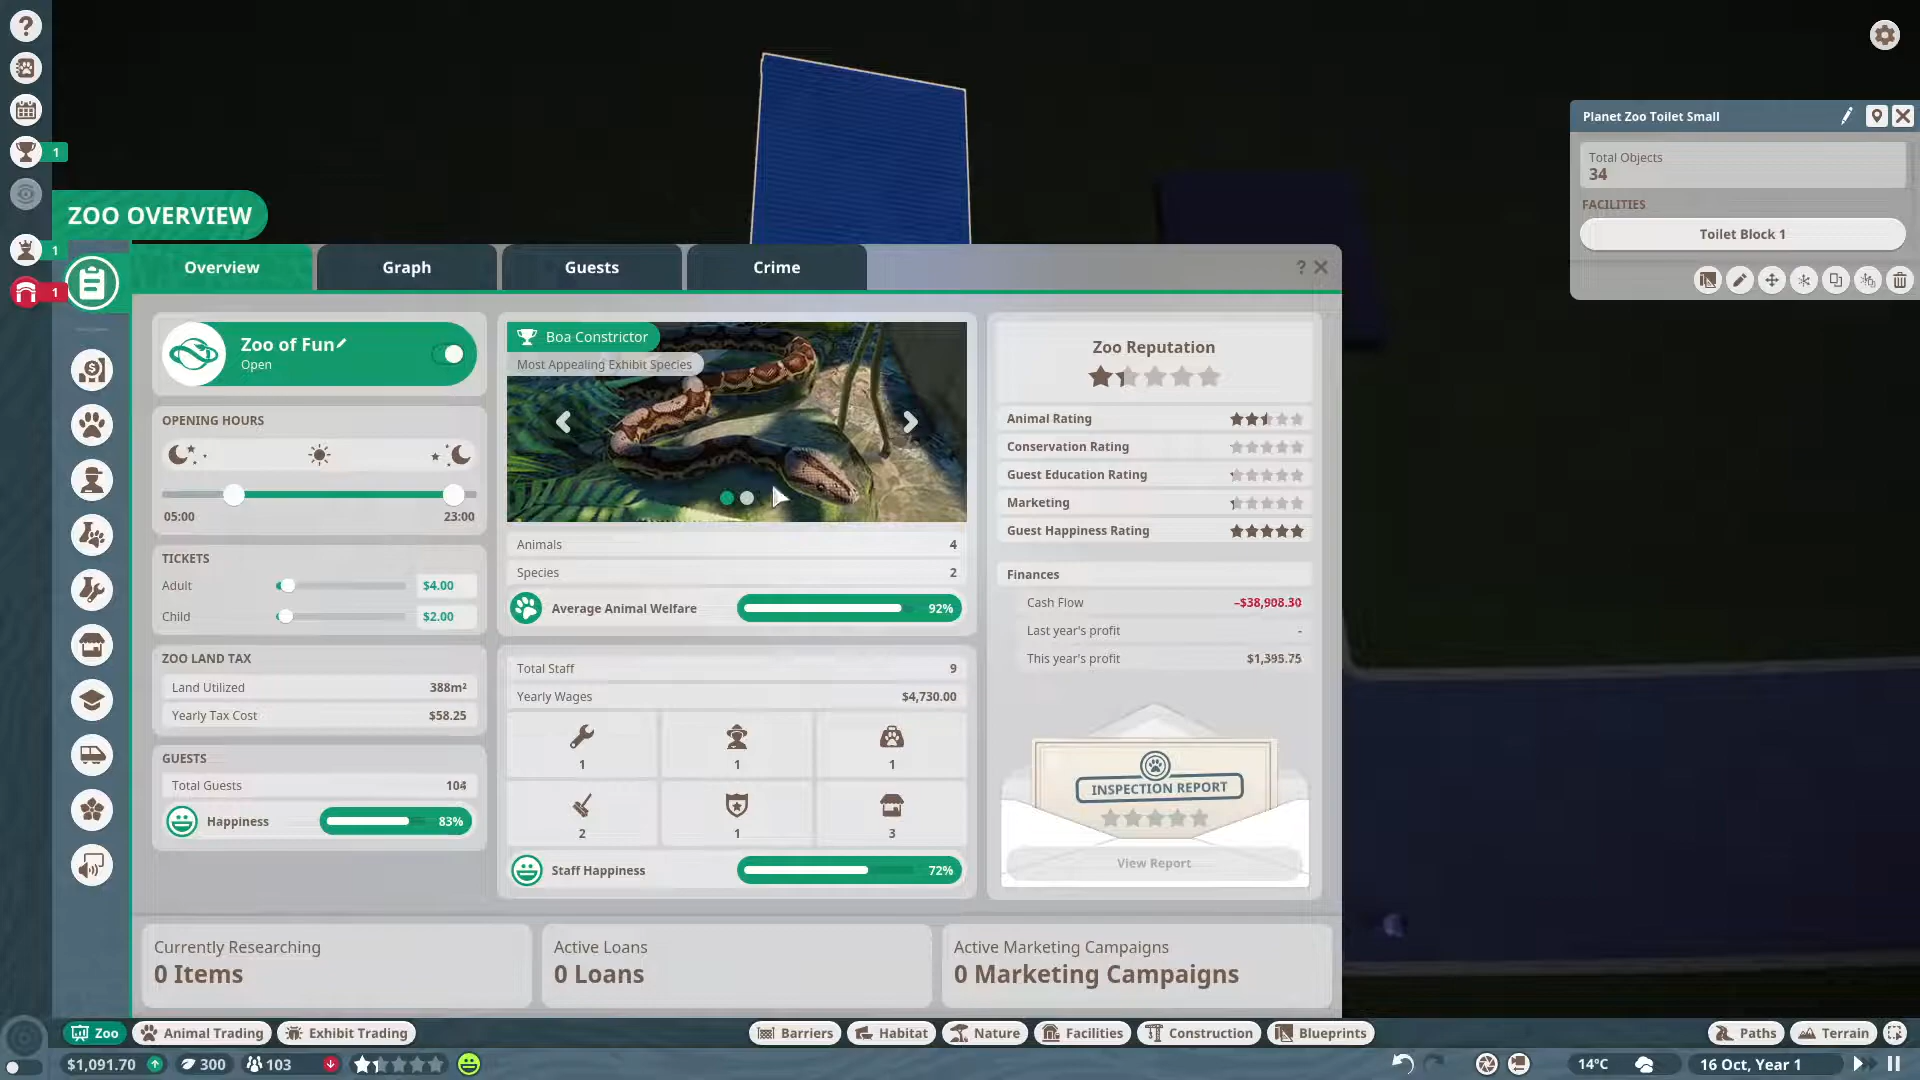 ?
1
1
1
ZOO OVERVIEW
Overview
Graph
Guests
Crime
?
Zoo of Fun
Open
OPENING HOURS
05:00
23:00
TICKETS
Adult
$4.00
Child
$2.00
ZOO LAND TAX
Land Utilized
388m²
Yearly Tax Cost
$58.25
GUESTS
Total Guests
104
Happiness
83%
Boa Constrictor
Most Appealing Exhibit Species
Animals
4
Species
2
Average Animal Welfare
92%
Total Staff
9
Yearly Wages
$4,730.00
1
1
1
2
1
3
Staff Happiness
72%
Zoo Reputation
Animal Rating
Conservation Rating
Guest Education Rating
Marketing
Guest Happiness Rating
Finances
Cash Flow
-$38,908.30
Last year's profit
-
This year's profit
$1,395.75
INSPECTION REPORT
View Report
Currently Researching
0 Items
Active Loans
0 Loans
Active Marketing Campaigns
0 Marketing Campaigns
Planet Zoo Toilet Small
Total Objects
34
FACILITIES
Toilet Block 1
Zoo
Animal Trading
Exhibit Trading
Barriers
Habitat
Nature
Facilities
Construction
Blueprints
Paths
Terrain
$1,091.70
300
103
14°C
16 Oct, Year 1